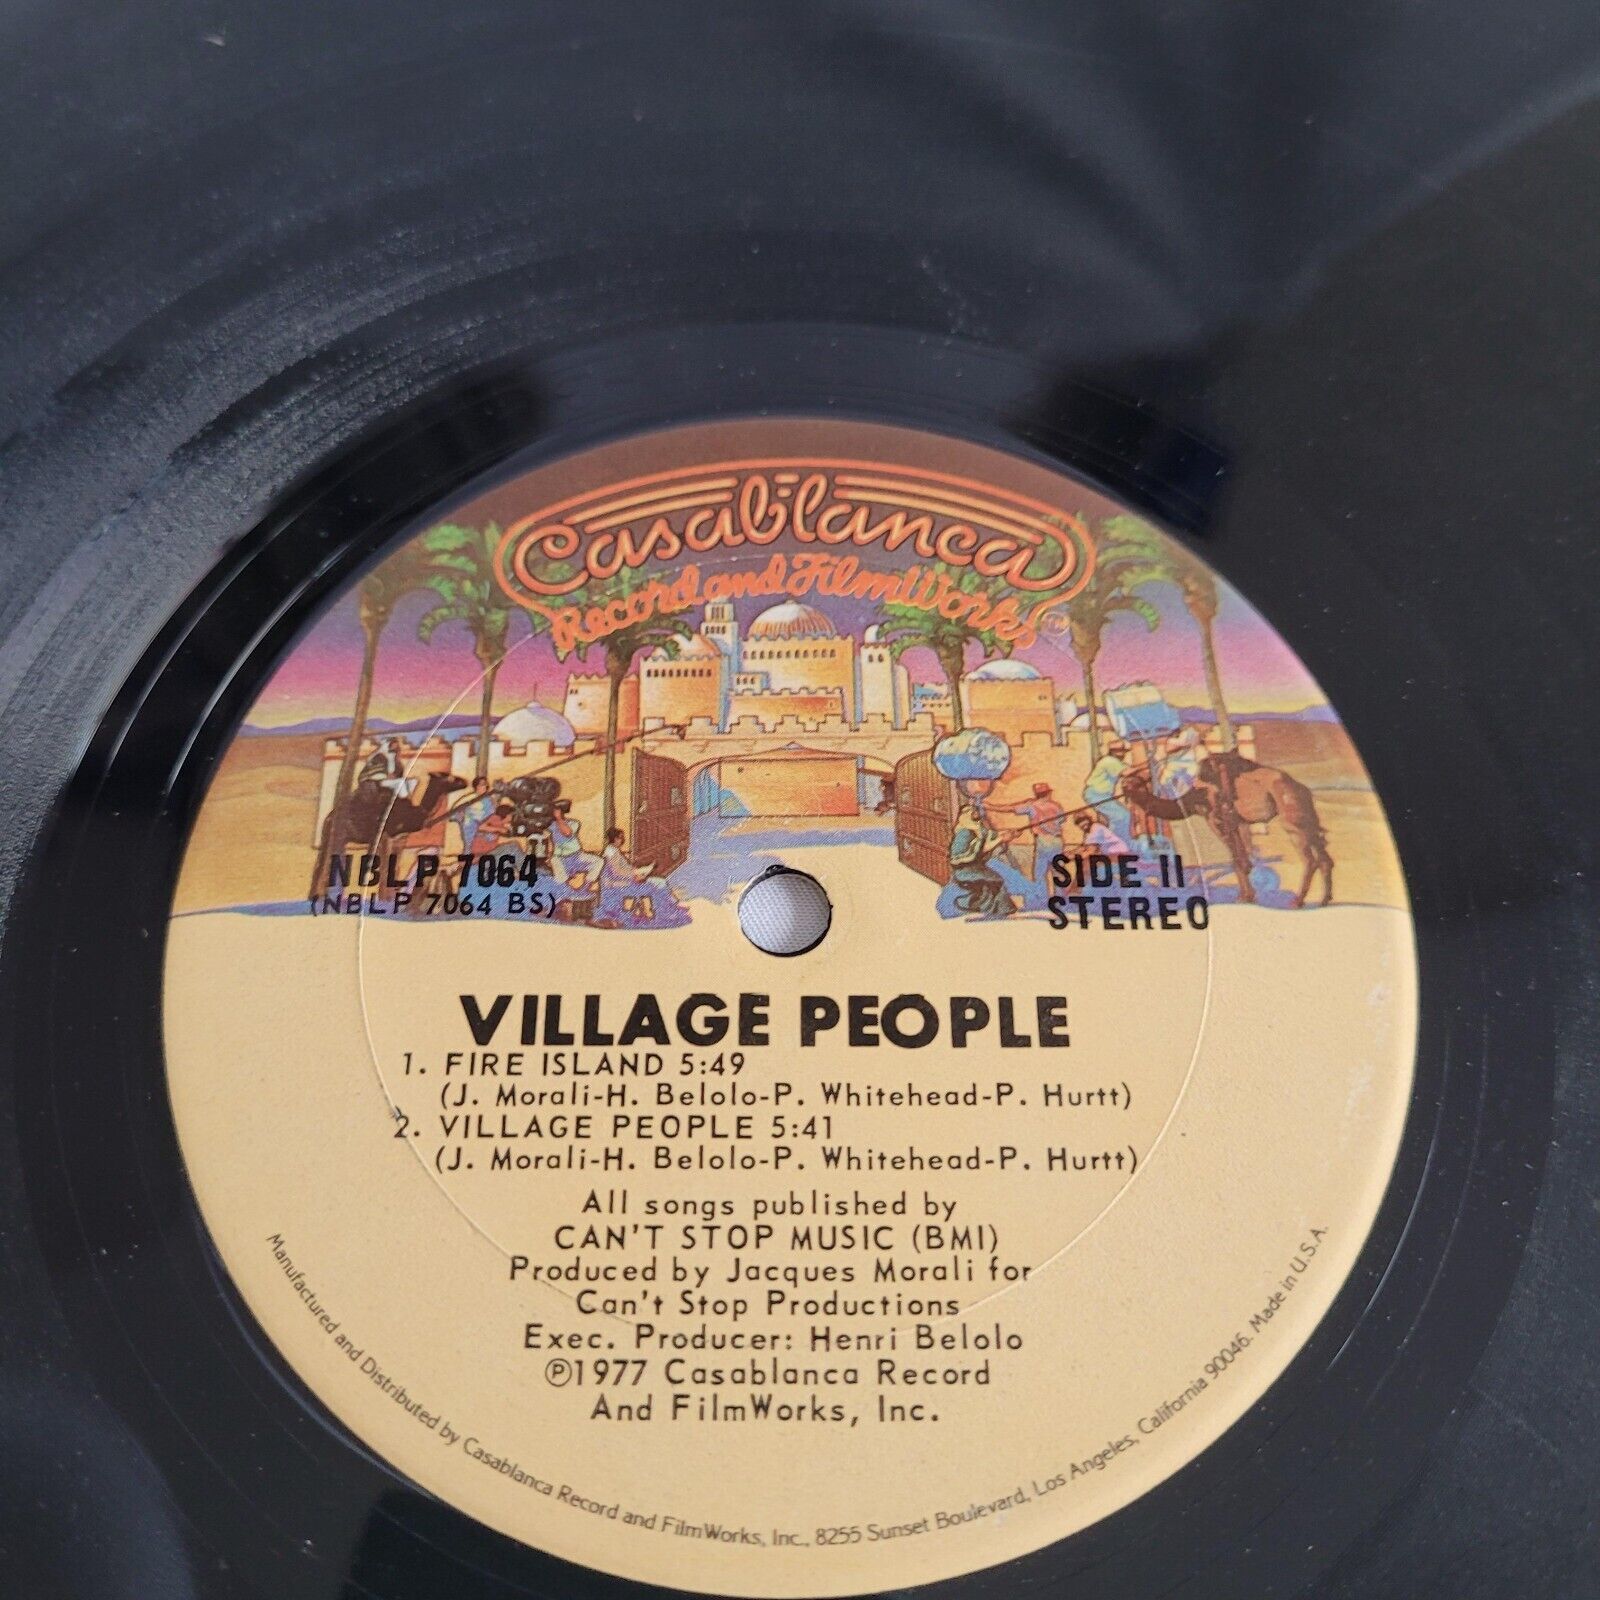 Casablanca
Record and FilmWorks TM
NBLP 7064
(NBLP 7064 BS)
SIDE II
STEREO
VILLAGE PEOPLE
1. FIRE ISLAND 5:49
(J. Morali-H. Belolo-P. Whitehead-P. Hurtt)
2. VILLAGE PEOPLE 5:41
(J. Morali-H. Belolo-P. Whitehead-P. Hurtt)
All songs published by
CAN'T STOP MUSIC (BMI)
Produced by Jacques Morali for
Can't Stop Productions
Exec. Producer: Henri Belolo
℗1977 Casablanca Record
And FilmWorks, Inc.
Manufactured and Distributed by Casablanca Record and FilmWorks, Inc., 8255 Sunset Boulevard, Los Angeles, California 90046. Made in U.S.A.